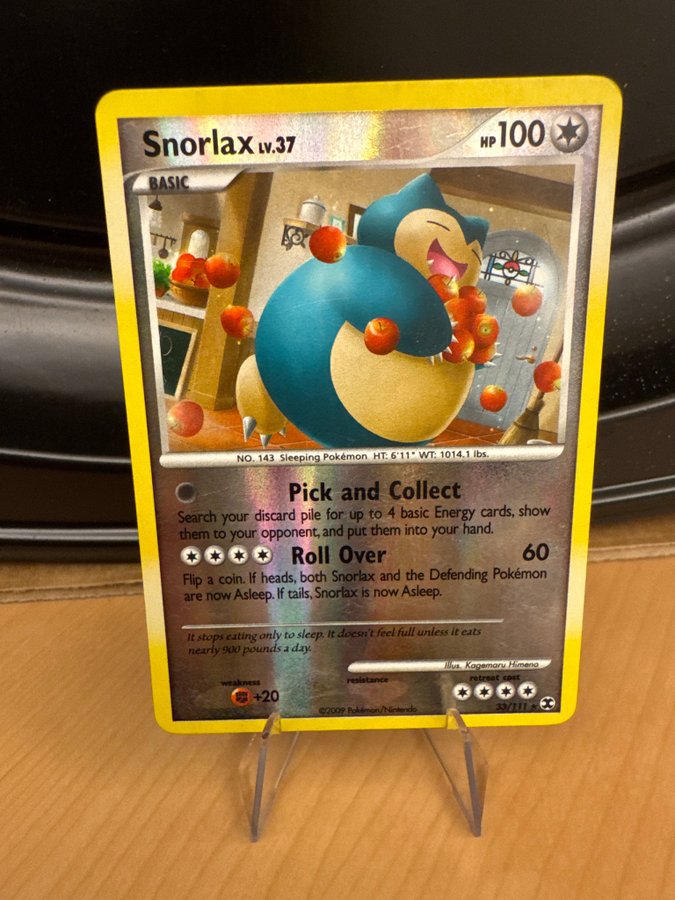 Snorlax LV.37 HP 100
BASIC
NO. 143 Sleeping Pokémon HT: 6'11" WT: 1014.1 lbs.
Pick and Collect
Search your discard pile for up to 4 basic Energy cards, show
them to your opponent, and put them into your hand.
Roll Over 60
Flip a coin. If heads, both Snorlax and the Defending Pokémon
are now Asleep. If tails, Snorlax is now Asleep.
It stops eating only to sleep. It doesn't feel full unless it eats
nearly 900 pounds a day.
Illus. Kagemaru Himeno
weakness resistance retreat cost
+20
©2009 Pokémon/Nintendo 33/111